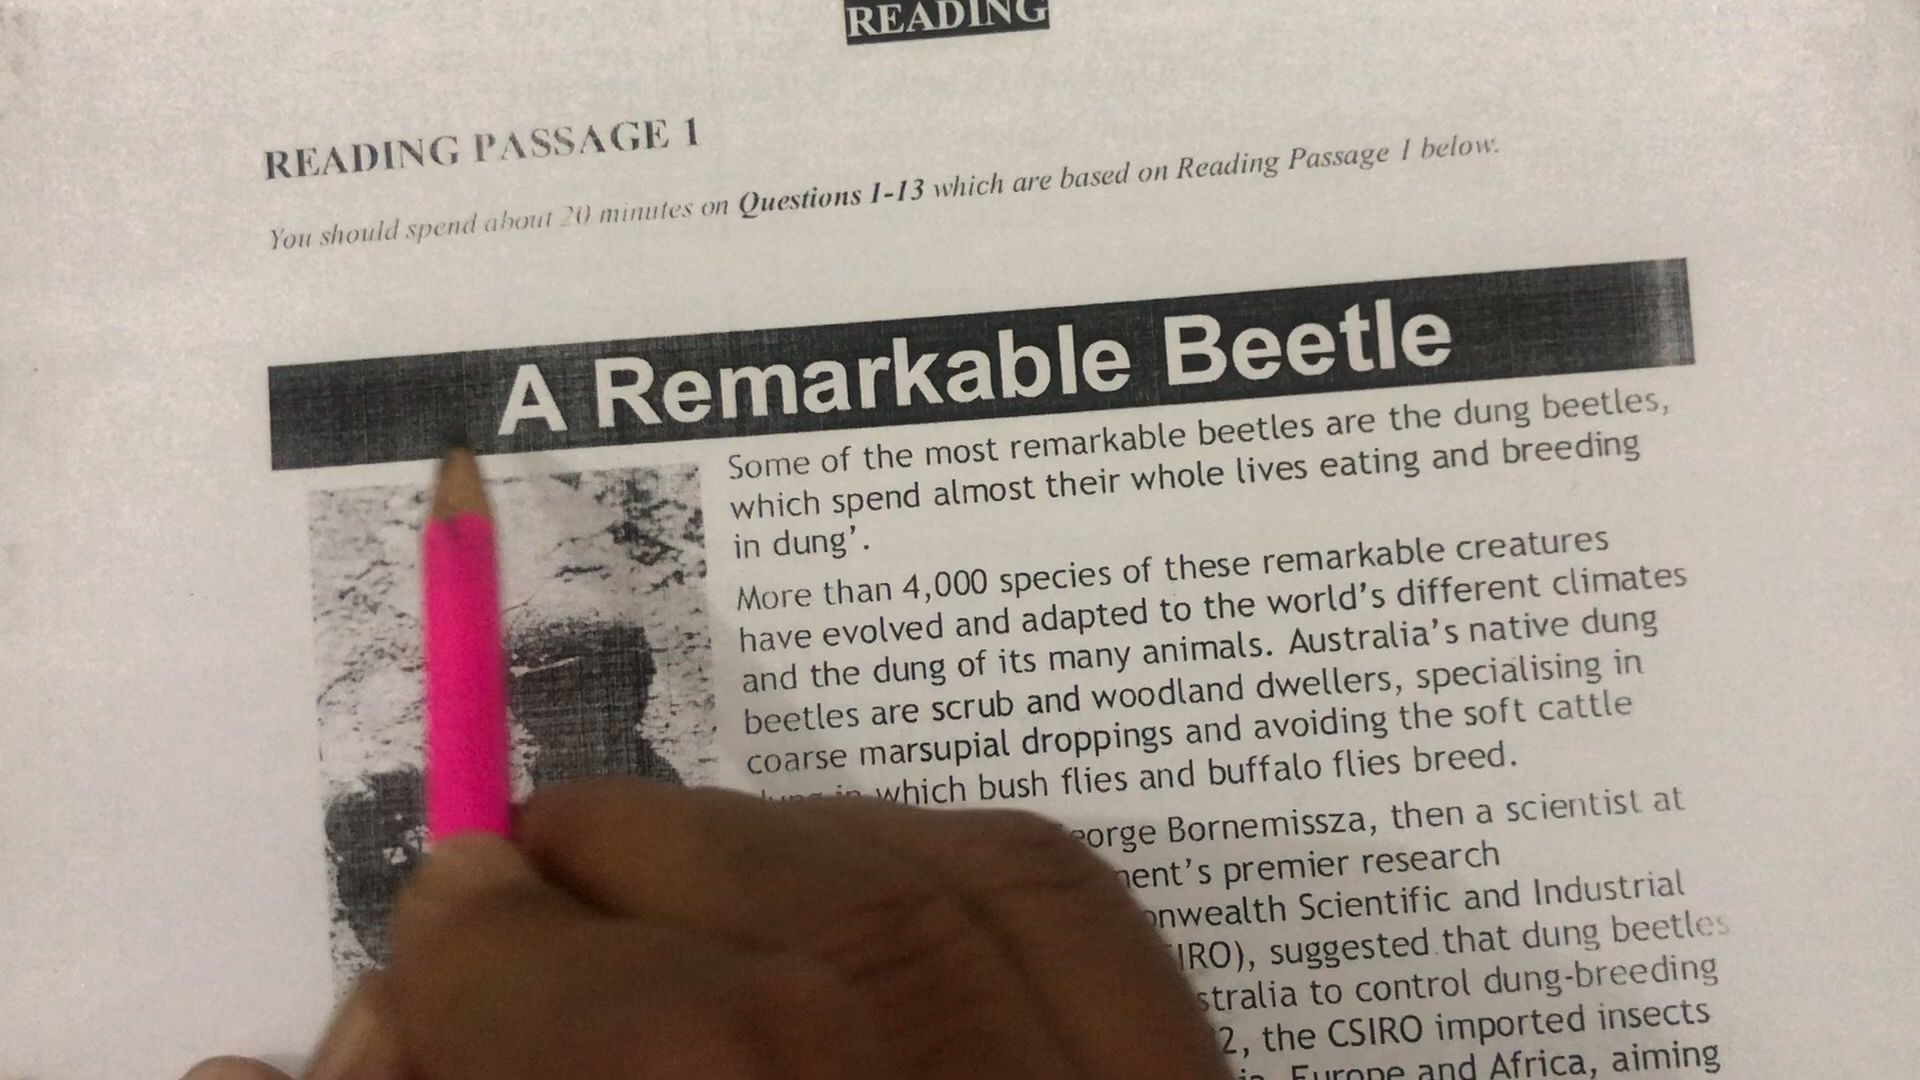 READING
READING PASSAGE 1
You should spend about 20 minutes on Questions 1-13 which are based on Reading Passage 1 below.
A Remarkable Beetle
Some of the most remarkable beetles are the dung beetles,
which spend almost their whole lives eating and breeding
in dung’.
More than 4,000 species of these remarkable creatures
have evolved and adapted to the world’s different climates
and the dung of its many animals. Australia’s native dung
beetles are scrub and woodland dwellers, specialising in
coarse marsupial droppings and avoiding the soft cattle
dung in which bush flies and buffalo flies breed.
Bornemissza, then a scientist at
premier research
Scientific and Industrial
suggested that dung beetles
to control dung-breeding
the CSIRO imported insects
Europe and Africa, aiming